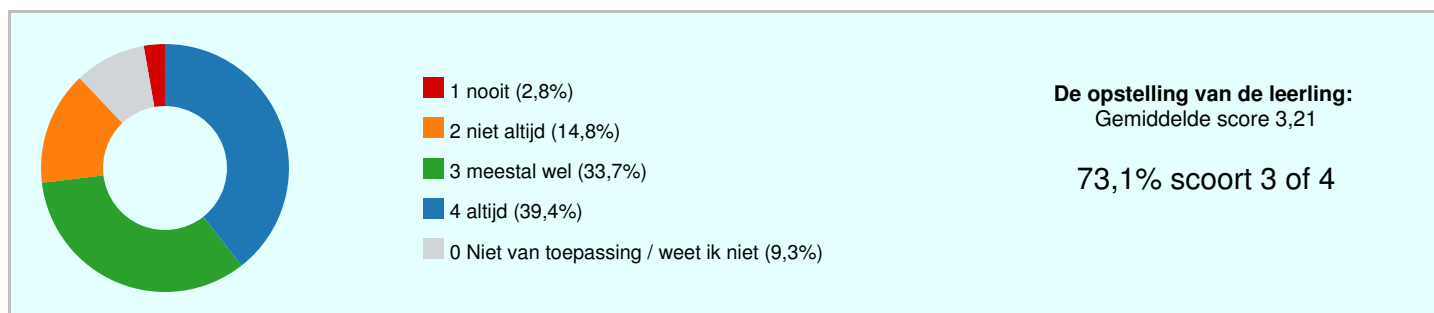 1 nooit (2,8%)
2 niet altijd (14,8%)
3 meestal wel (33,7%)
4 altijd (39,4%)
0 Niet van toepassing / weet ik niet (9,3%)
De opstelling van de leerling:
Gemiddelde score 3,21
73,1% scoort 3 of 4